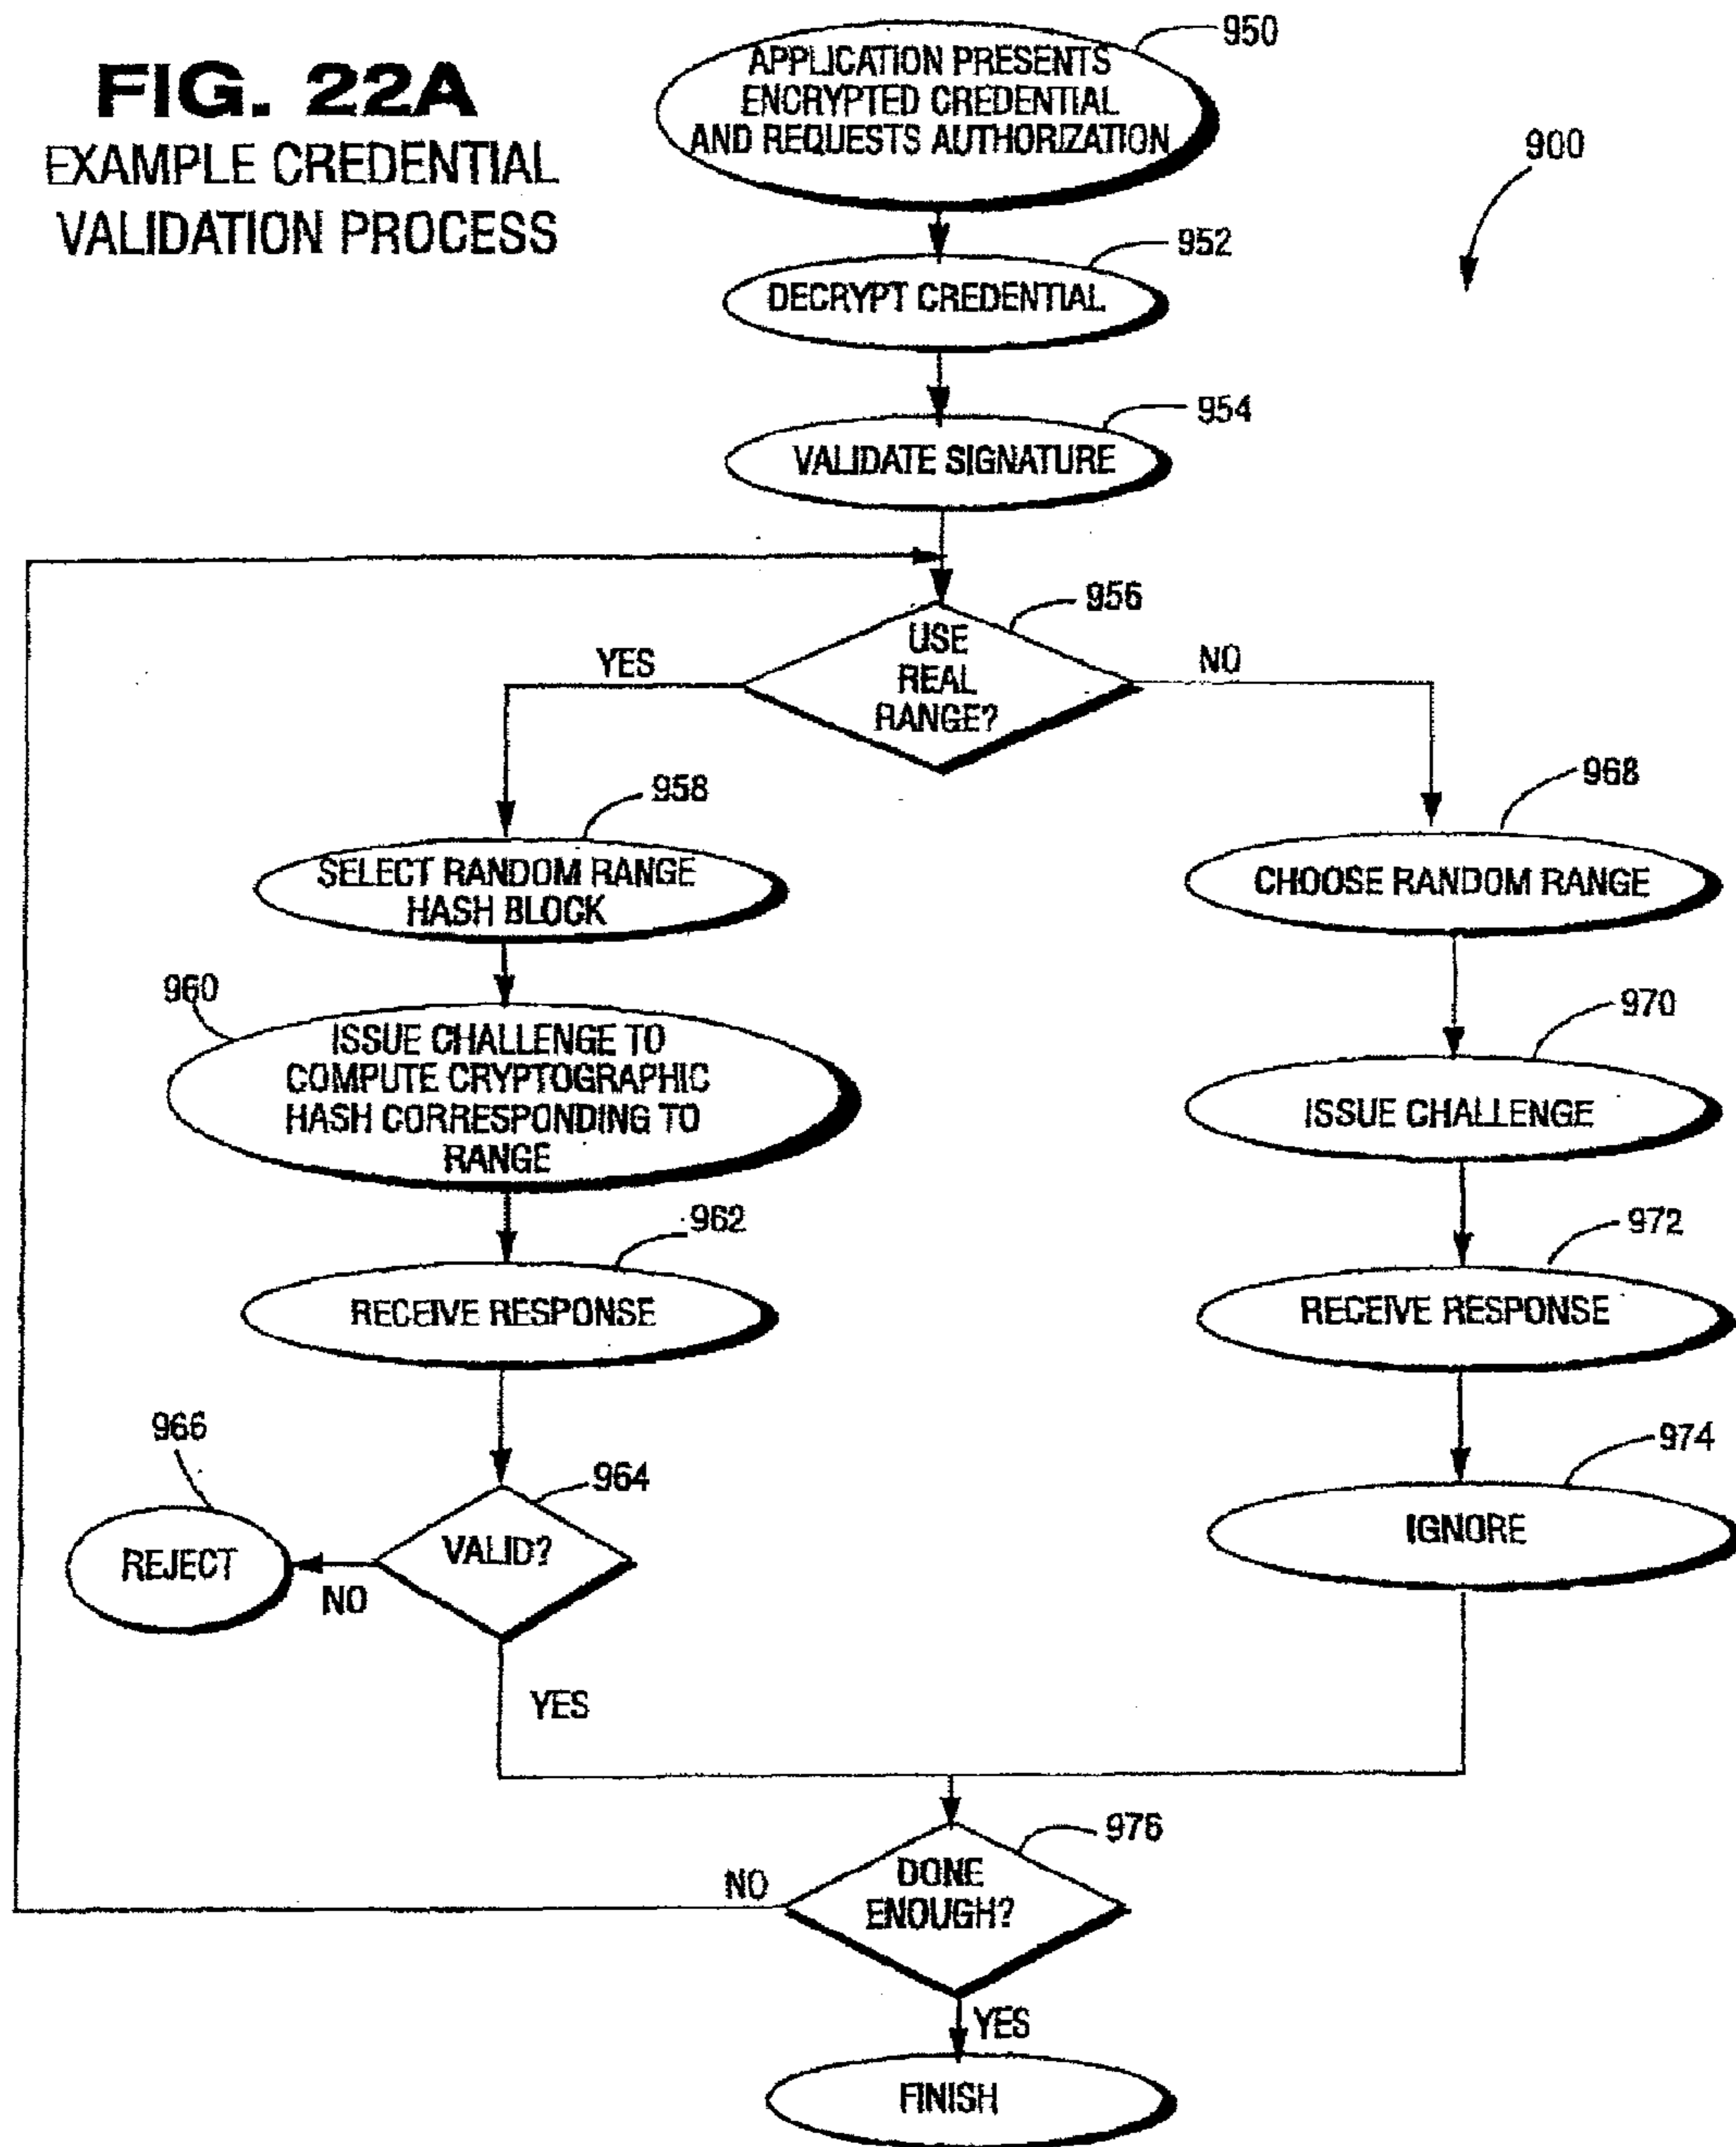 FIG. 22A
EXAMPLE CREDENTIAL
VALIDATION PROCESS
950
APPLICATION PRESENTS
ENCRYPTED CREDENTIAL
AND REQUESTS AUTHORIZATION
900
952
DECRYPT CREDENTIAL
954
VALIDATE SIGNATURE
956
USE
REAL
RANGE?
YES
NO
958
SELECT RANDOM RANGE
HASH BLOCK
968
CHOOSE RANDOM RANGE
960
ISSUE CHALLENGE TO
COMPUTE CRYPTOGRAPHIC
HASH CORRESPONDING TO
RANGE
970
ISSUE CHALLENGE
962
RECEIVE RESPONSE
972
RECEIVE RESPONSE
966
REJECT
NO
964
VALID?
YES
974
IGNORE
976
DONE
ENOUGH?
NO
YES
FINISH